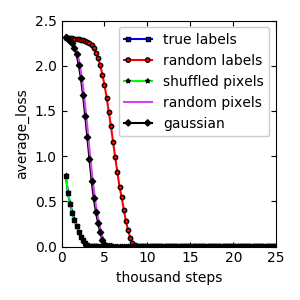 2.5
2.0
1.5
1.0
0.5
0.0
average_loss
true labels
random labels
shuffled pixels
random pixels
gaussian
0 5 10 15 20 25
thousand steps